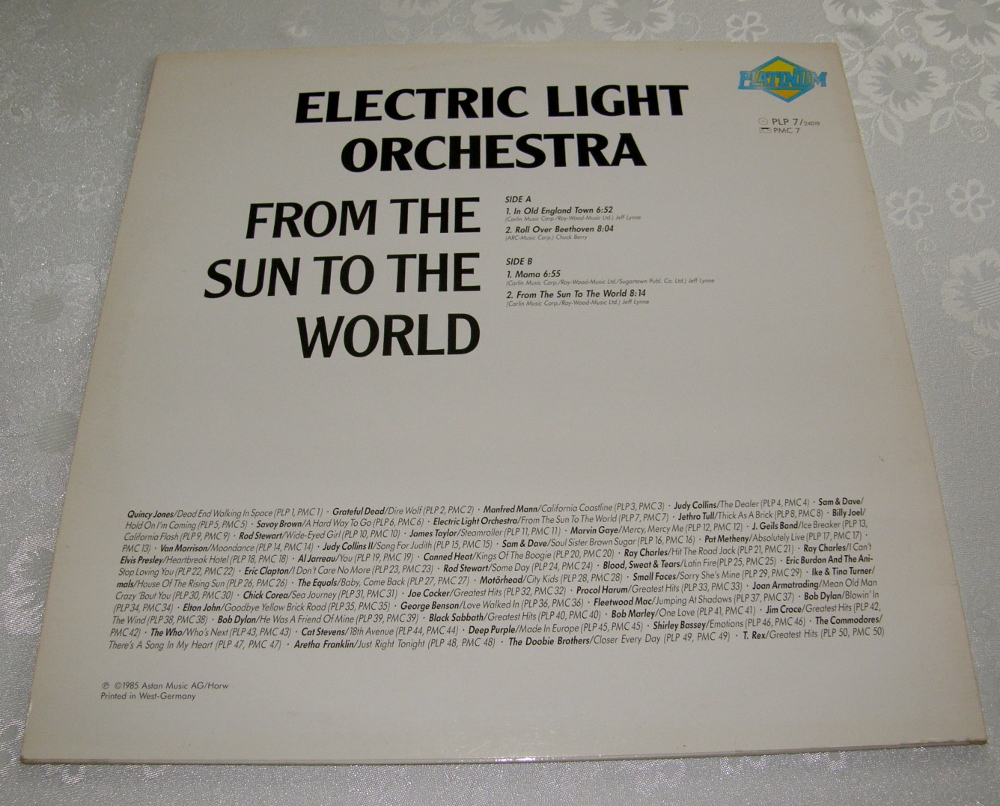 PLATINUM
ELECTRIC LIGHT
ORCHESTRA
PLP 7/24019
PMC 7
FROM THE
SUN TO THE
WORLD
SIDE A
1. In Old England Town 6:52
(Carlin Music Corp./Roy-Wood-Music Ltd.) Jeff Lynne
2. Roll Over Beethoven 8:04
(ARC-Music Corp.) Chuck Berry
SIDE B
1. Mama 6:55
(Carlin Music Corp./Roy-Wood-Music Ltd./Sugartown Publ. Co. Ltd.) Jeff Lynne
2. From The Sun To The World 8:14
(Carlin Music Corp./Roy-Wood-Music Ltd.) Jeff Lynne
Quincy Jones/Dead End Walking In Space (PLP 1, PMC 1) · Grateful Dead/Dire Wolf (PLP 2, PMC 2) · Manfred Mann/California Coastline (PLP 3, PMC 3) · Judy Collins/The Dealer (PLP 4, PMC 4) · Sam & Dave/
Hold On I'm Coming (PLP 5, PMC 5) · Savoy Brown/A Hard Way To Go (PLP 6, PMC 6) · Electric Light Orchestra/From The Sun To The World (PLP 7, PMC 7) · Jethro Tull/Thick As A Brick (PLP 8, PMC 8) · Billy Joel/
California Flash (PLP 9, PMC 9) · Rod Stewart/Wide-Eyed Girl (PLP 10, PMC 10) · James Taylor/Steamroller (PLP 11, PMC 11) · Marvin Gaye/Mercy, Mercy Me (PLP 12, PMC 12) · J. Geils Band/Ice Breaker (PLP 13,
PMC 13) · Van Morrison/Moondance (PLP 14, PMC 14) · Judy Collins II/Song For Judith (PLP 15, PMC 15) · Sam & Dave/Soul Sister Brown Sugar (PLP 16, PMC 16) · Pat Metheny/Absolutely Live (PLP 17, PMC 17) ·
Elvis Presley/Heartbreak Hotel (PLP 18, PMC 18) · Al Jarreau/You (PLP 19, PMC 19) · Canned Heat/Kings Of The Boogie (PLP 20, PMC 20) · Ray Charles/Hit The Road Jack (PLP 21, PMC 21) · Ray Charles/I Can't
Stop Loving You (PLP 22, PMC 22) · Eric Clapton/I Don't Care No More (PLP 23, PMC 23) · Rod Stewart/Some Day (PLP 24, PMC 24) · Blood, Sweat & Tears/Latin Fire (PLP 25, PMC 25) · Eric Burdon And The Ani-
mals/House Of The Rising Sun (PLP 26, PMC 26) · The Equals/Baby, Come Back (PLP 27, PMC 27) · Motörhead/City Kids (PLP 28, PMC 28) · Small Faces/Sorry She's Mine (PLP 29, PMC 29) · Ike & Tina Turner/
Crazy 'Bout You (PLP 30, PMC 30) · Chick Corea/Sea Journey (PLP 31, PMC 31) · Joe Cocker/Greatest Hits (PLP 32, PMC 32) · Procol Harum/Greatest Hits (PLP 33, PMC 33) · Joan Armatrading/Mean Old Man
(PLP 34, PMC 34) · Elton John/Goodbye Yellow Brick Road (PLP 35, PMC 35) · George Benson/Love Walked In (PLP 36, PMC 36) · Fleetwood Mac/Jumping At Shadows (PLP 37, PMC 37) · Bob Dylan/Blowin' In
The Wind (PLP 38, PMC 38) · Bob Dylan/He Was A Friend Of Mine (PLP 39, PMC 39) · Black Sabbath/Greatest Hits (PLP 40, PMC 40) · Bob Marley/One Love (PLP 41, PMC 41) · Jim Croce/Greatest Hits (PLP 42,
PMC 42) · The Who/Who's Next (PLP 43, PMC 43) · Cat Stevens/18th Avenue (PLP 44, PMC 44) · Deep Purple/Made In Europe (PLP 45, PMC 45) · Shirley Bassey/Emotions (PLP 46, PMC 46) · The Commodores/
There's A Song In My Heart (PLP 47, PMC 47) · Aretha Franklin/Just Right Tonight (PLP 48, PMC 48) · The Doobie Brothers/Closer Every Day (PLP 49, PMC 49) · T. Rex/Greatest Hits (PLP 50, PMC 50)
℗ ©1985 Astan Music AG/Horw
Printed in West-Germany